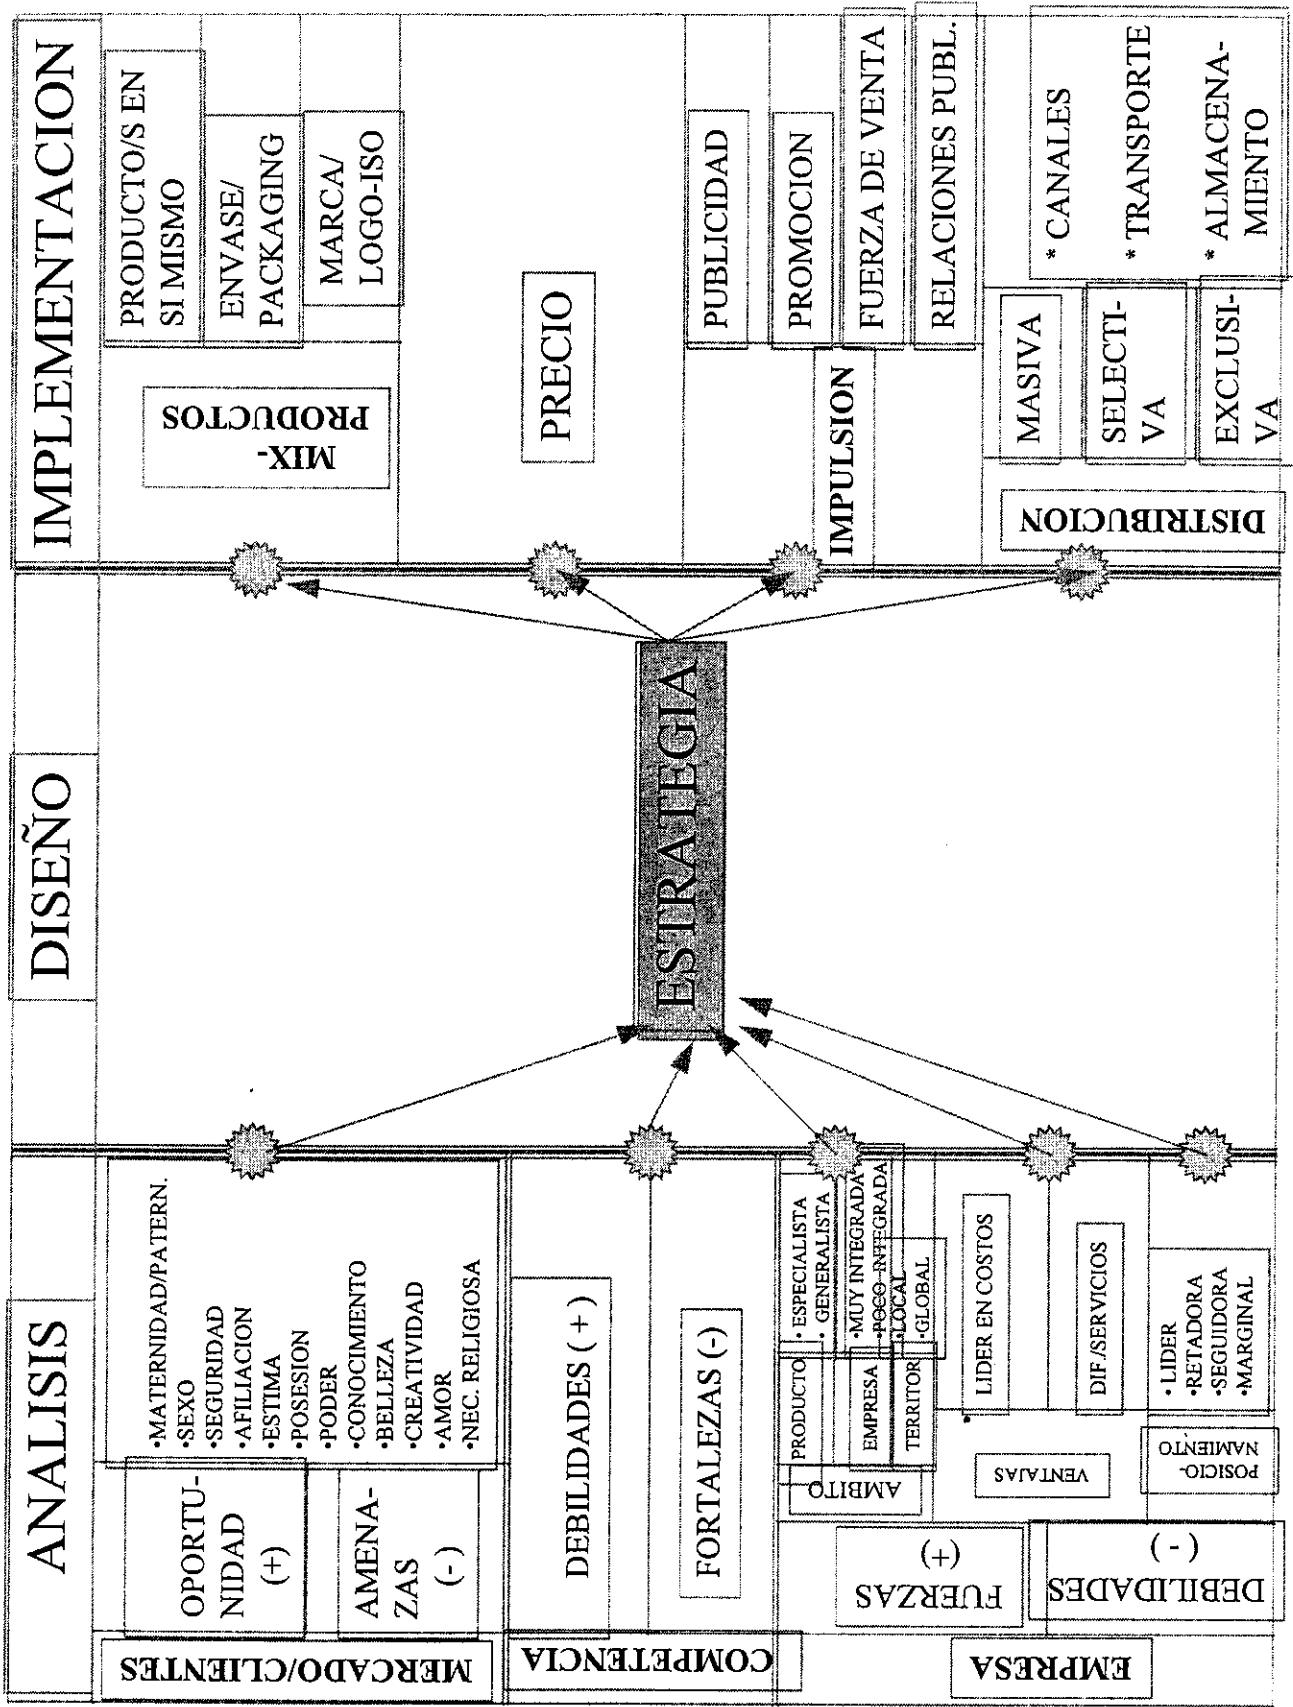 ANALISIS
DISEÑO
IMPLEMENTACION
MERCADO/CLIENTES
OPORTU-
NIDAD
(+)
AMENA-
ZAS
(-)
•MATERNIDAD/PATERN.
•SEXO
•SEGURIDAD
•AFILIACION
•ESTIMA
•POSESION
•PODER
•CONOCIMIENTO
•BELLEZA
•CREATIVIDAD
•AMOR
•NEC. RELIGIOSA
COMPETENCIA
DEBILIDADES ( + )
FORTALEZAS (-)
EMPRESA
FUERZAS
(+)
DEBILIDADES
( - )
AMBITO
PRODUCTO
• ESPECIALISTA
• GENERALISTA
EMPRESA
•MUY INTEGRADA
•POCO INTEGRADA
TERRITOR
•LOCAL
•GLOBAL
VENTAJAS
•
LIDER EN COSTOS
DIF./SERVICIOS
POSICIO-
NAMIENTO
• LIDER
•RETADORA
•SEGUIDORA
•MARGINAL
ESTRATEGIA
MIX-
PRODUCTOS
PRODUCTO/S EN
SI MISMO
ENVASE/
PACKAGING
MARCA/
LOGO-ISO
PRECIO
IMPULSION
PUBLICIDAD
PROMOCION
FUERZA DE VENTA
RELACIONES PUBL.
DISTRIBUCION
MASIVA
SELECTI-
VA
EXCLUSI-
VA
* CANALES
* TRANSPORTE
* ALMACENA-
MIENTO